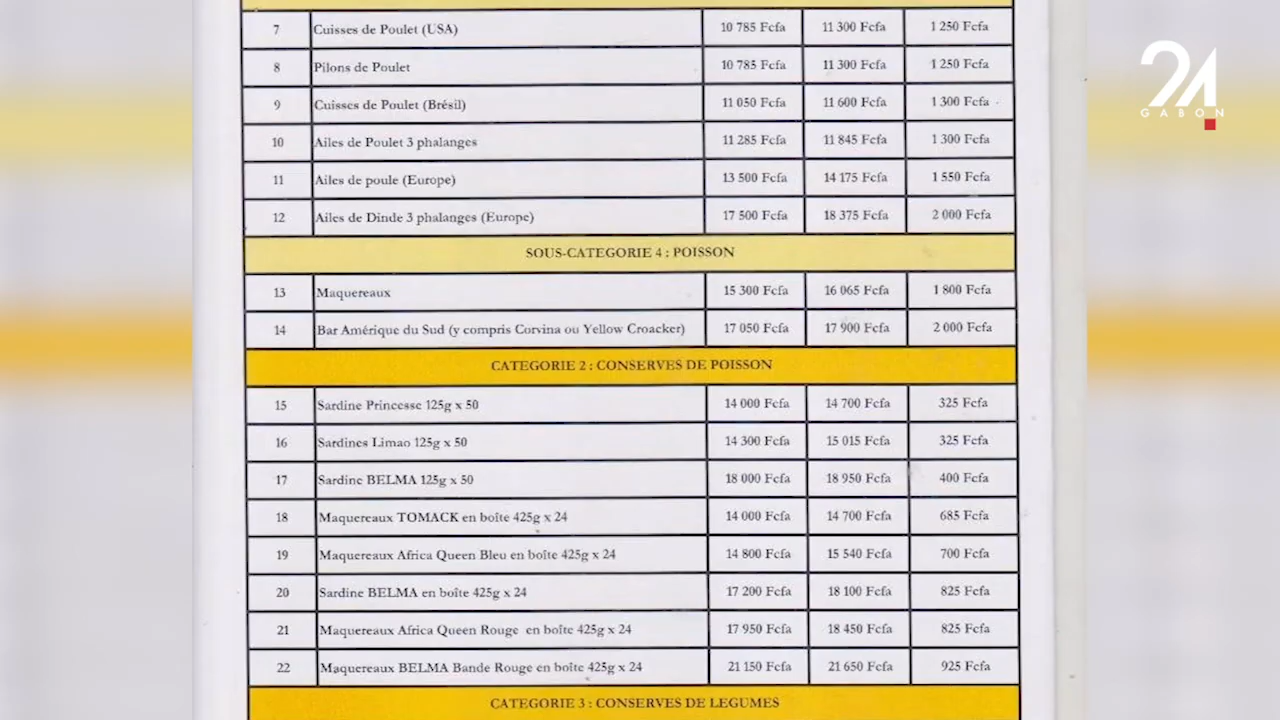 7 Cuisses de Poulet (USA) 10 785 Fcfa 11 300 Fcfa 1 250 Fcfa
8 Pilons de Poulet 10 785 Fcfa 11 300 Fcfa 1 250 Fcfa
9 Cuisses de Poulet (Brésil) 11 050 Fcfa 11 600 Fcfa 1 300 Fcfa
10 Ailes de Poulet 3 phalanges 11 285 Fcfa 11 845 Fcfa 1 300 Fcfa
11 Ailes de poule (Europe) 13 500 Fcfa 14 175 Fcfa 1 550 Fcfa
12 Ailes de Dinde 3 phalanges (Europe) 17 500 Fcfa 18 375 Fcfa 2 000 Fcfa
SOUS-CATEGORIE 4 : POISSON
13 Maquereaux 15 300 Fcfa 16 065 Fcfa 1 800 Fcfa
14 Bar Amérique du Sud (y compris Corvina ou Yellow Croacker) 17 050 Fcfa 17 900 Fcfa 2 000 Fcfa
CATEGORIE 2 : CONSERVES DE POISSON
15 Sardine Princesse 125g x 50 14 000 Fcfa 14 700 Fcfa 325 Fcfa
16 Sardines Limao 125g x 50 14 300 Fcfa 15 015 Fcfa 325 Fcfa
17 Sardine BELMA 125g x 50 18 000 Fcfa 18 950 Fcfa 400 Fcfa
18 Maquereaux TOMACK en boîte 425g x 24 14 000 Fcfa 14 700 Fcfa 685 Fcfa
19 Maquereaux Africa Queen Bleu en boîte 425g x 24 14 800 Fcfa 15 540 Fcfa 700 Fcfa
20 Sardine BELMA en boîte 425g x 24 17 200 Fcfa 18 100 Fcfa 825 Fcfa
21 Maquereaux Africa Queen Rouge en boîte 425g x 24 17 950 Fcfa 18 450 Fcfa 825 Fcfa
22 Maquereaux BELMA Bande Rouge en boîte 425g x 24 21 150 Fcfa 21 650 Fcfa 925 Fcfa
CATEGORIE 3 : CONSERVES DE LEGUMES
24
GABON